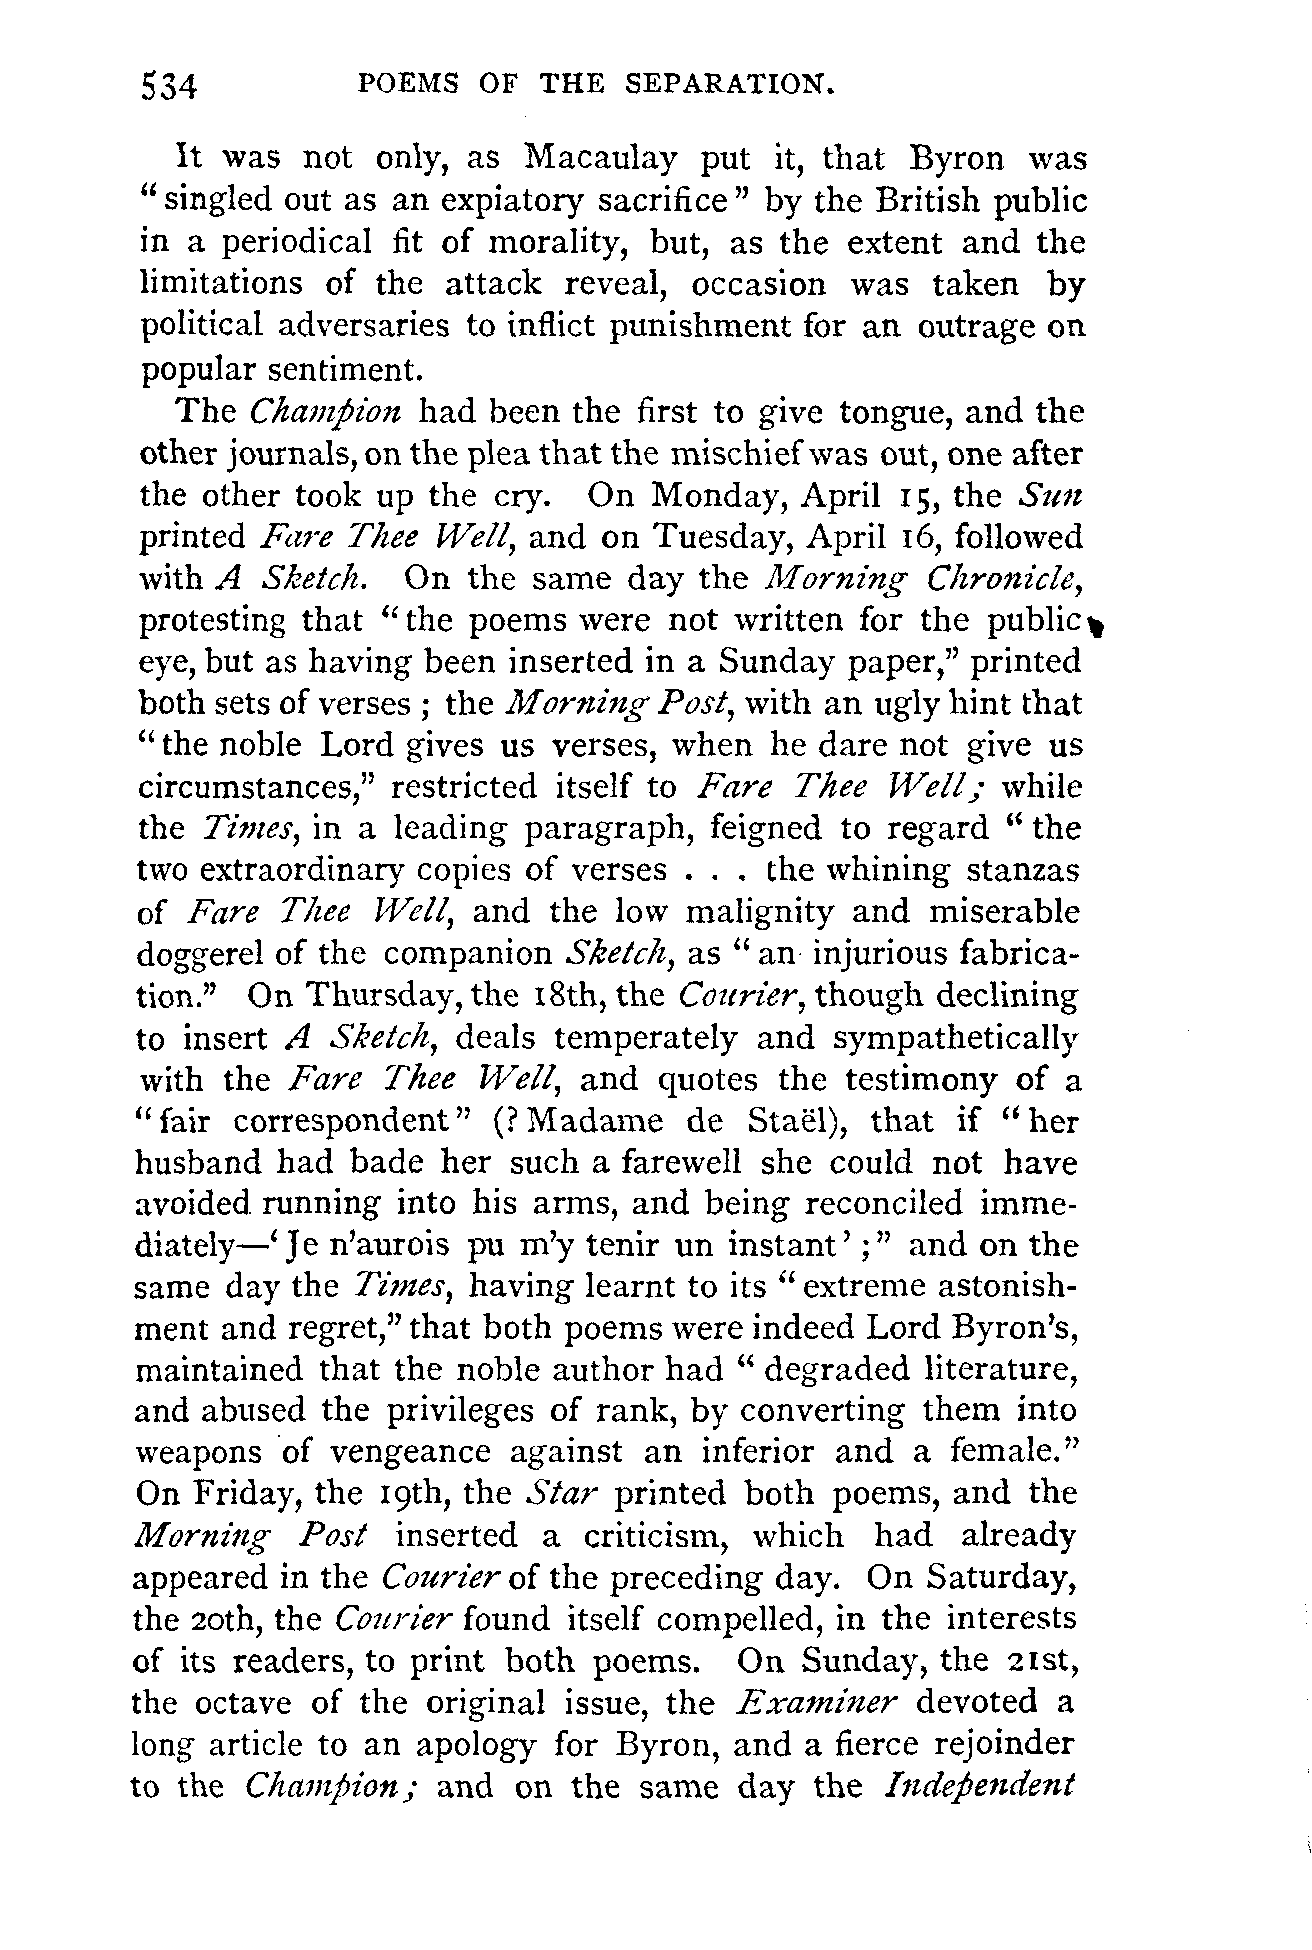 534 POEMS OF THE SEPARATION.
It was not only, as Macaulay put it, that Byron was
“singled out as an expiatory sacrifice” by the British public
in a periodical fit of morality, but, as the extent and the
limitations of the attack reveal, occasion was taken by
political adversaries to inflict punishment for an outrage on
popular sentiment.
The Champion had been the first to give tongue, and the
other journals, on the plea that the mischief was out, one after
the other took up the cry. On Monday, April 15, the Sun
printed Fare Thee Well, and on Tuesday, April 16, followed
with A Sketch. On the same day the Morning Chronicle,
protesting that “the poems were not written for the public
eye, but as having been inserted in a Sunday paper,” printed
both sets of verses ; the Morning Post, with an ugly hint that
“the noble Lord gives us verses, when he dare not give us
circumstances,” restricted itself to Fare Thee Well; while
the Times, in a leading paragraph, feigned to regard “the
two extraordinary copies of verses . . . the whining stanzas
of Fare Thee Well, and the low malignity and miserable
doggerel of the companion Sketch, as “an injurious fabrica-
tion.” On Thursday, the 18th, the Courier, though declining
to insert A Sketch, deals temperately and sympathetically
with the Fare Thee Well, and quotes the testimony of a
“fair correspondent” (? Madame de Staël), that if “her
husband had bade her such a farewell she could not have
avoided running into his arms, and being reconciled imme-
diately—‘Je n’aurois pu m’y tenir un instant’ ;” and on the
same day the Times, having learnt to its “extreme astonish-
ment and regret,” that both poems were indeed Lord Byron’s,
maintained that the noble author had “degraded literature,
and abused the privileges of rank, by converting them into
weapons of vengeance against an inferior and a female.”
On Friday, the 19th, the Star printed both poems, and the
Morning Post inserted a criticism, which had already
appeared in the Courier of the preceding day. On Saturday,
the 20th, the Courier found itself compelled, in the interests
of its readers, to print both poems. On Sunday, the 21st,
the octave of the original issue, the Examiner devoted a
long article to an apology for Byron, and a fierce rejoinder
to the Champion; and on the same day the Independent